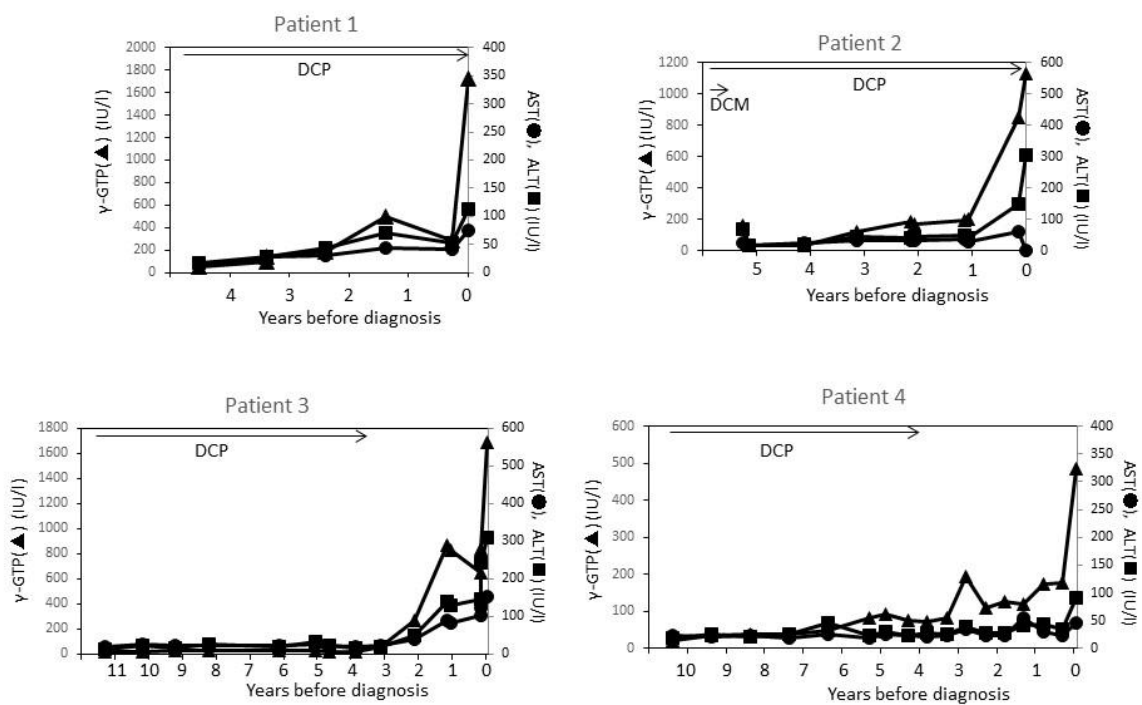 Patient 1
2000
1800
1600
1400
1200
1000
800
600
400
200
0
γ-GTP(▲) (IU/l)
DCP
400
350
300
250
200
150
100
50
0
AST(●), ALT(■) (IU/l)
4 3 2 1 0
Years before diagnosis
Patient 2
1200
1000
800
600
400
200
0
γ-GTP(▲) (IU/l)
DCP
DCM
600
500
400
300
200
100
0
AST(●), ALT(■) (IU/l)
5 4 3 2 1 0
Years before diagnosis
Patient 3
1800
1600
1400
1200
1000
800
600
400
200
0
γ-GTP(▲) (IU/l)
DCP
600
500
400
300
200
100
0
AST(●), ALT(■) (IU/l)
11 10 9 8 7 6 5 4 3 2 1 0
Years before diagnosis
Patient 4
600
500
400
300
200
100
0
γ-GTP(▲) (IU/l)
DCP
400
350
300
250
200
150
100
50
0
AST(●), ALT(■) (IU/l)
10 9 8 7 6 5 4 3 2 1 0
Years before diagnosis